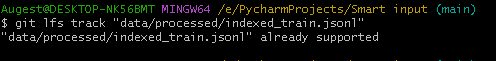 Augest@DESKTOP-NK56BMT MINGW64 /e/PycharmProjects/Smart input (main)
$ git lfs track "data/processed/indexed_train.jsonl"
"data/processed/indexed_train.jsonl" already supported